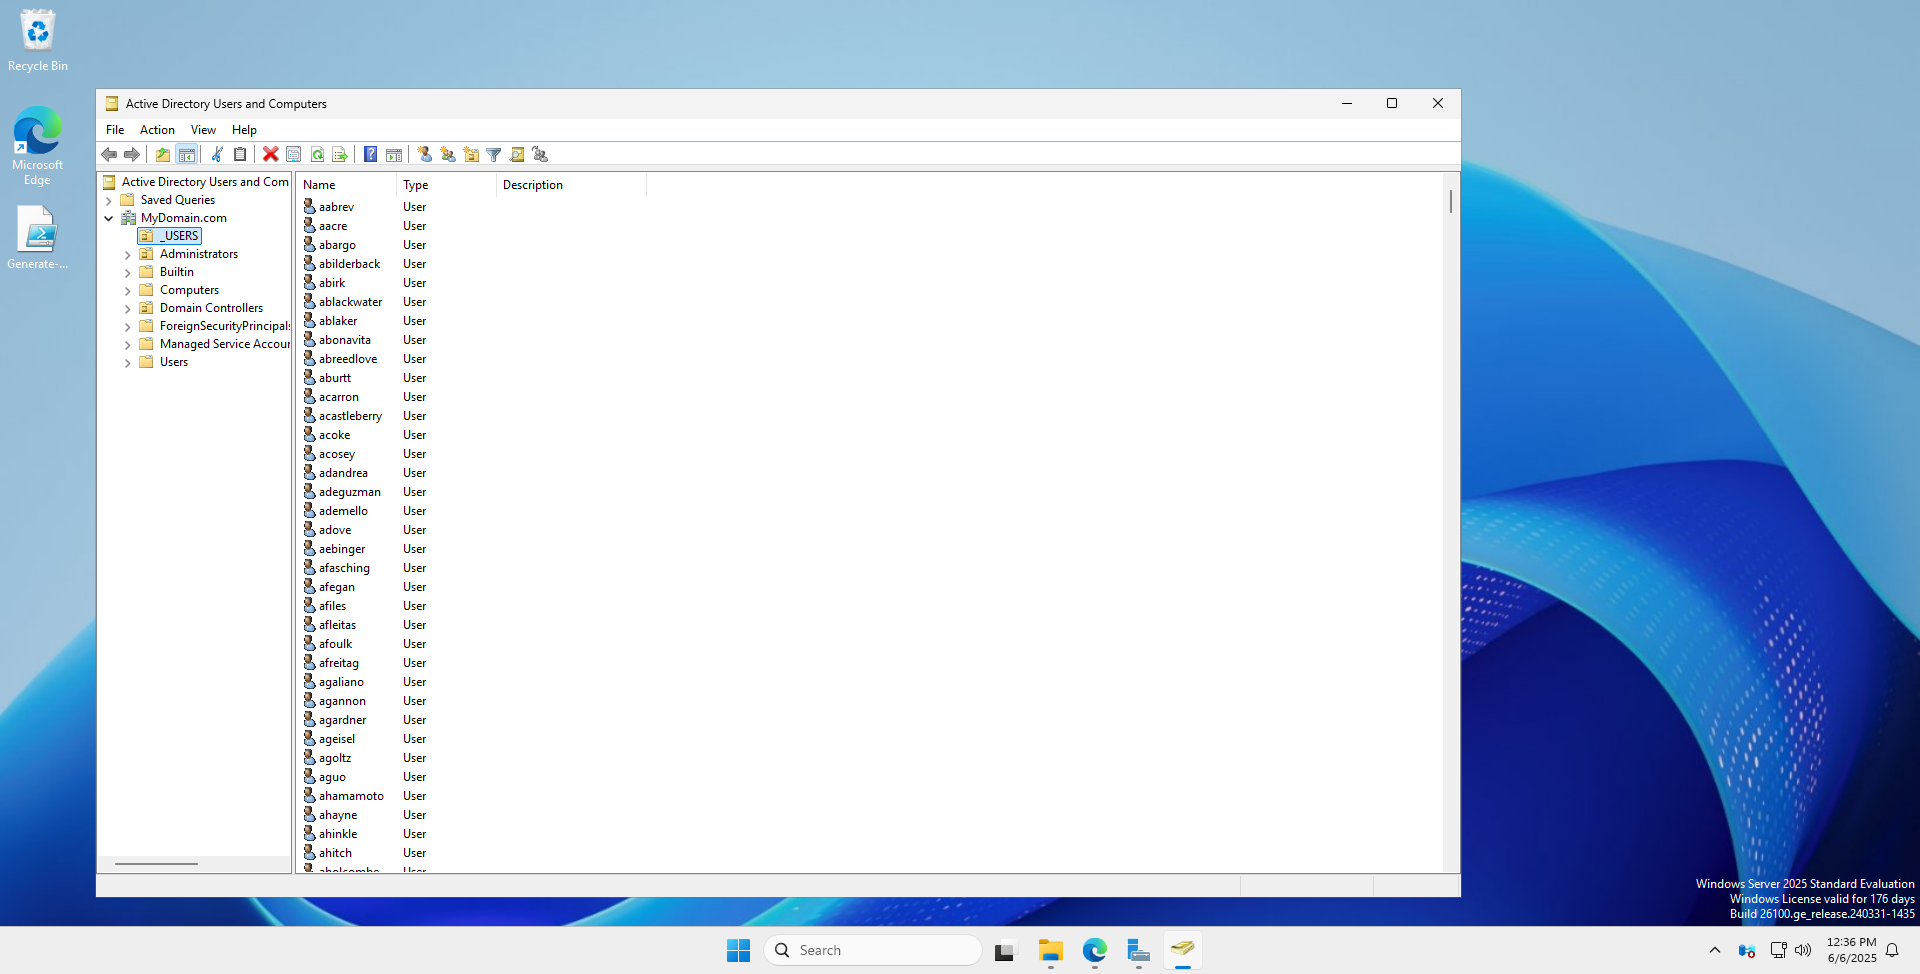 Recycle Bin
Microsoft
Edge
Generate-...
Active Directory Users and Computers
File Action View Help
Active Directory Users and Com
Saved Queries
MyDomain.com
_USERS
Administrators
Builtin
Computers
Domain Controllers
ForeignSecurityPrincipals
Managed Service Accour
Users
Name Type Description
aabrev User
aacre User
abargo User
abilderback User
abirk User
ablackwater User
ablaker User
abonavita User
abreedlove User
aburtt User
acarron User
acastleberry User
acoke User
acosey User
adandrea User
adeguzman User
ademello User
adove User
aebinger User
afasching User
afegan User
afiles User
afleitas User
afoulk User
afreitag User
agaliano User
agannon User
agardner User
ageisel User
agoltz User
aguo User
ahamamoto User
ahayne User
ahinkle User
ahitch User
aholcombe User
Windows Server 2025 Standard Evaluation
Windows License valid for 176 days
Build 26100.ge_release.240331-1435
Search
12:36 PM
6/6/2025